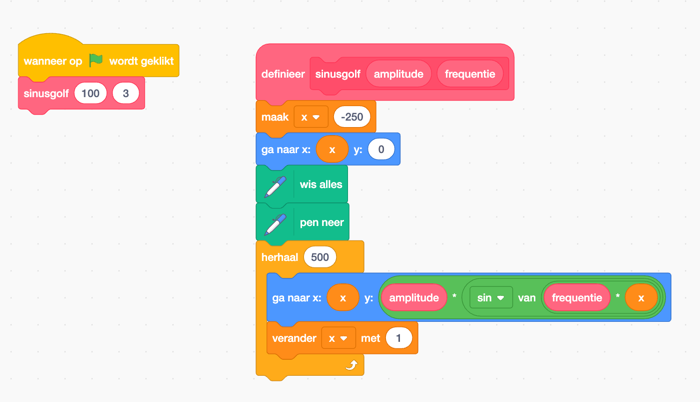 wanneer op wordt geklikt
sinusgolf 100 3
definieer sinusgolf amplitude frequentie
maak x -250
ga naar x: x y: 0
wis alles
pen neer
herhaal 500
ga naar x: x y: amplitude * sin van frequentie * x
verander x met 1